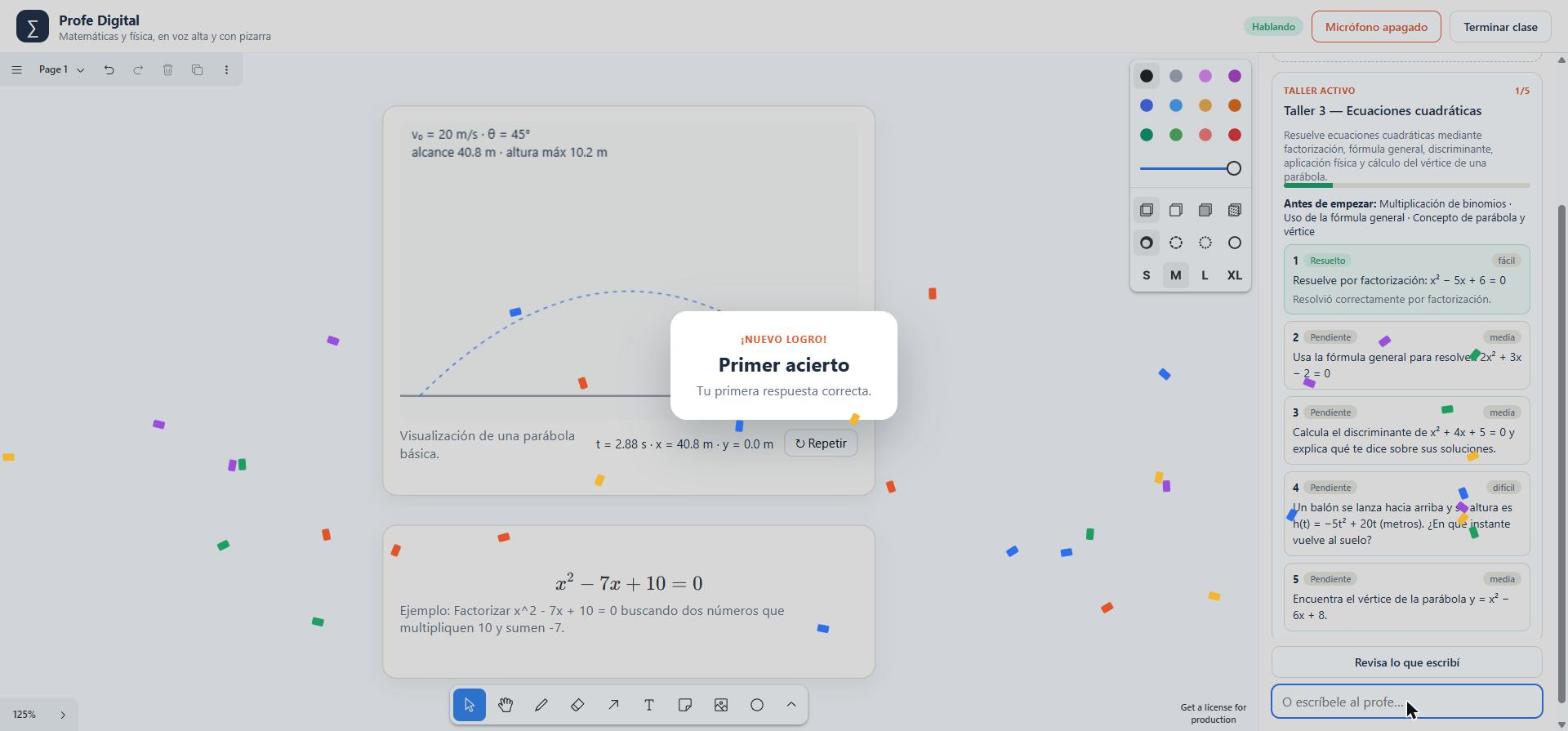 Profe Digital
Matemáticas y física, en voz alta y con pizarra
Hablando
Micrófono apagado
Terminar clase
Page 1
v₀ = 20 m/s · θ = 45°
alcance 40.8 m · altura máx 10.2 m
Visualización de una parábola
básica.
t = 2.88 s · x = 40.8 m · y = 0.0 m
↻ Repetir
¡NUEVO LOGRO!
Primer acierto
Tu primera respuesta correcta.
x² − 7x + 10 = 0
Ejemplo: Factorizar x^2 - 7x + 10 = 0 buscando dos números que
multipliquen 10 y sumen -7.
S M L XL
TALLER ACTIVO
1/5
Taller 3 — Ecuaciones cuadráticas
Resuelve ecuaciones cuadráticas mediante
factorización, fórmula general, discriminante,
aplicación física y cálculo del vértice de una
parábola.
Antes de empezar: Multiplicación de binomios ·
Uso de la fórmula general · Concepto de parábola y
vértice
1 Resuelto fácil
Resuelve por factorización: x² − 5x + 6 = 0
Resolvió correctamente por factorización.
2 Pendiente media
Usa la fórmula general para resolver 2x² + 3x
− 2 = 0
3 Pendiente media
Calcula el discriminante de x² + 4x + 5 = 0 y
explica qué te dice sobre sus soluciones.
4 Pendiente difícil
Un balón se lanza hacia arriba y su altura es
h(t) = −5t² + 20t (metros). ¿En qué instante
vuelve al suelo?
5 Pendiente media
Encuentra el vértice de la parábola y = x² −
6x + 8.
Revisa lo que escribí
O escríbele al profe...
125%
T
Get a license for
production